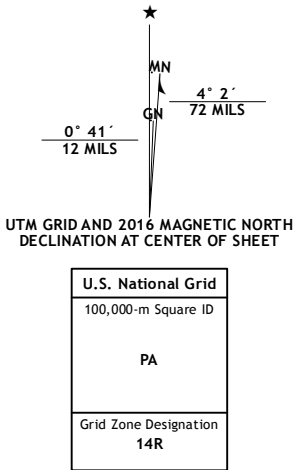 ★
MN
GN
4° 2´
72 MILS
0° 41´
12 MILS
UTM GRID AND 2016 MAGNETIC NORTH
DECLINATION AT CENTER OF SHEET
U.S. National Grid
100,000-m Square ID
PA
Grid Zone Designation
14R